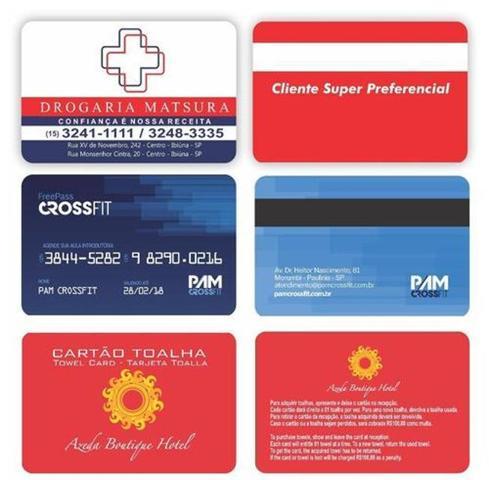 DROGARIA MATSURA
CONFIANÇA É NOSSA RECEITA
(15) 3241-1111 / 3248-3335
Rua XV de Novembro, 242 - Centro - Ibiúna - SP
Rua Monsenhor Cintra, 20 - Centro - Ibiúna - SP
Cliente Super Preferencial
FreePass
CROSSFIT
AGENDE SUA AULA INTRODUTÓRIA
3844-5282 9 8290.0216
NOME
VALIDADO ATÉ
PAM CROSSFIT 28/02/18
PAM
CROSSFIT
Av. Dr. Heitor Nascimento, 81
Morumbi - Paulínia - SP
atendimento@pamcrossfit.com.br
pamcrossfit.com.br
PAM
CROSSFIT
CARTÃO TOALHA
TOWEL CARD - TARJETA TOALLA
Azeda Boutique Hotel
Azeda Boutique Hotel
Para adquirir toalhas, apresente e deixe o cartão na recepção.
Cada cartão dará direito a 01 toalha por vez. Para uma nova toalha, devolva a toalha usada.
Para retirar o cartão da recepção, a toalha adquirida deverá ser devolvida.
Caso o cartão ou a toalha sejam perdidos, será cobrada R$100,00 como multa.
To purchase towels, show and leave the card at reception.
Each card will entitle 01 towel at a time. To a new towel, return the used towel.
To get the card, the acquired towel has to be returned.
If the card or towel is lost will be charged R$100,00 as a penalty.